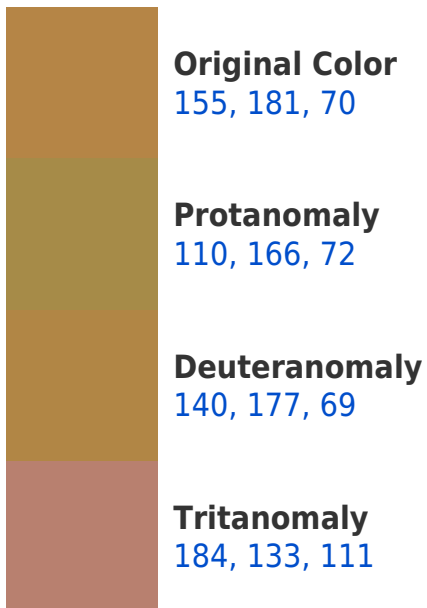 Original Color
155, 181, 70
Protanomaly
110, 166, 72
Deuteranomaly
140, 177, 69
Tritanomaly
184, 133, 111